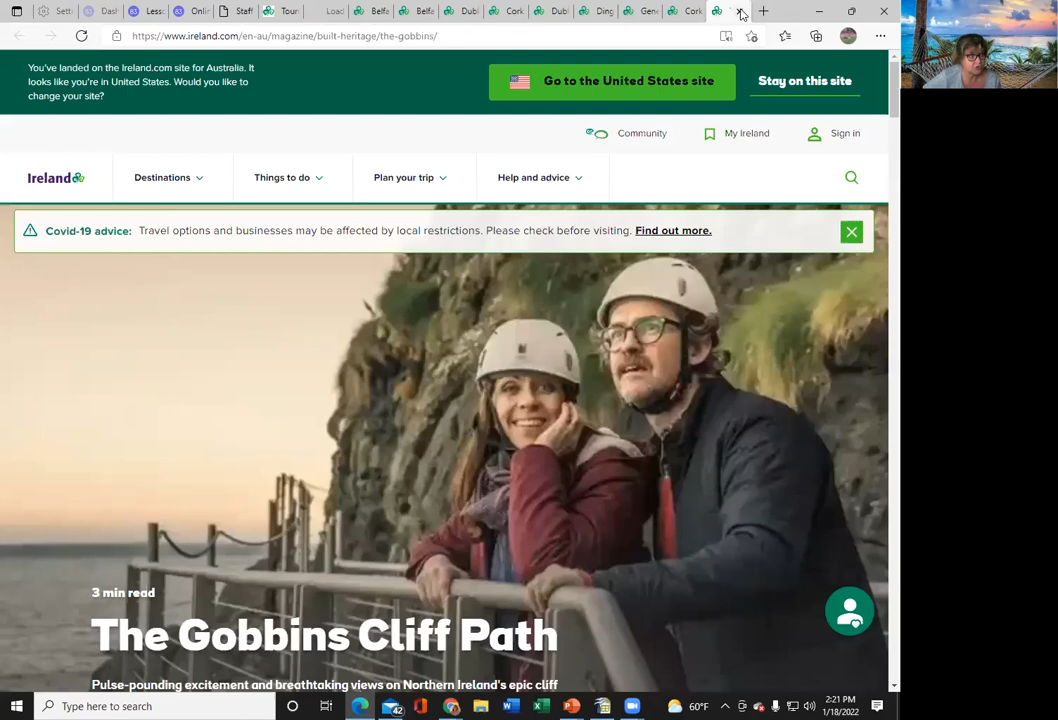 Setti
Dash
Lesso
Onlin
Staff
Tour
Load
Belfa
Belfa
Dubl
Cork
Dubl
Ding
Gene
Cork
https://www.ireland.com/en-au/magazine/built-heritage/the-gobbins/
You've landed on the Ireland.com site for Australia. It
looks like you're in United States. Would you like to
change your site?
Go to the United States site
Stay on this site
Community
My Ireland
Sign in
Ireland
Destinations
Things to do
Plan your trip
Help and advice
Covid-19 advice: Travel options and businesses may be affected by local restrictions. Please check before visiting. Find out more.
3 min read
The Gobbins Cliff Path
Pulse-pounding excitement and breathtaking views on Northern Ireland's epic cliff
Type here to search
42
60°F
2:21 PM
1/18/2022